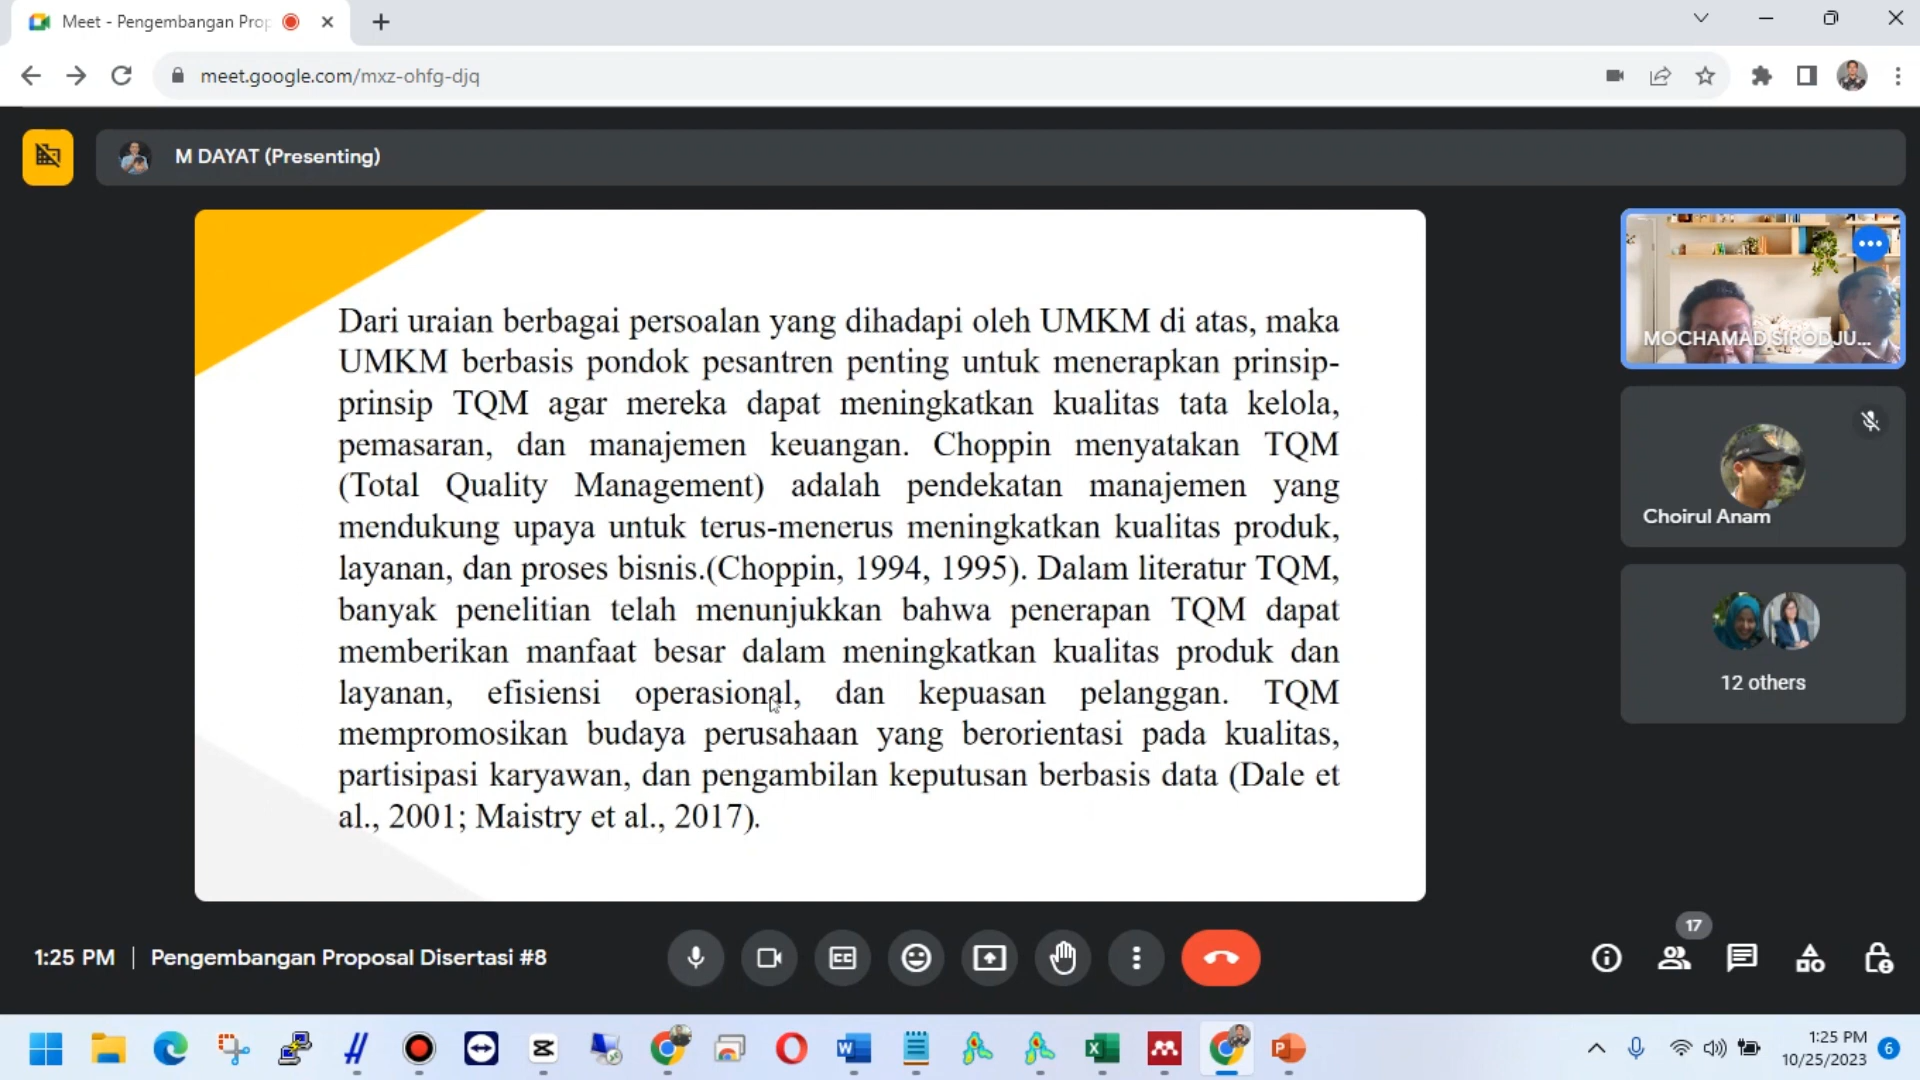 Meet - Pengembangan Prop
meet.google.com/mxz-ohfg-djq
M DAYAT (Presenting)
Dari uraian berbagai persoalan yang dihadapi oleh UMKM di atas, maka
UMKM berbasis pondok pesantren penting untuk menerapkan prinsip-
prinsip TQM agar mereka dapat meningkatkan kualitas tata kelola,
pemasaran, dan manajemen keuangan. Choppin menyatakan TQM
(Total Quality Management) adalah pendekatan manajemen yang
mendukung upaya untuk terus-menerus meningkatkan kualitas produk,
layanan, dan proses bisnis.(Choppin, 1994, 1995). Dalam literatur TQM,
banyak penelitian telah menunjukkan bahwa penerapan TQM dapat
memberikan manfaat besar dalam meningkatkan kualitas produk dan
layanan, efisiensi operasional, dan kepuasan pelanggan. TQM
mempromosikan budaya perusahaan yang berorientasi pada kualitas,
partisipasi karyawan, dan pengambilan keputusan berbasis data (Dale et
al., 2001; Maistry et al., 2017).
MOCHAMAD SIRODJU...
Choirul Anam
12 others
1:25 PM | Pengembangan Proposal Disertasi #8
CC
17
1:25 PM
10/25/2023
6